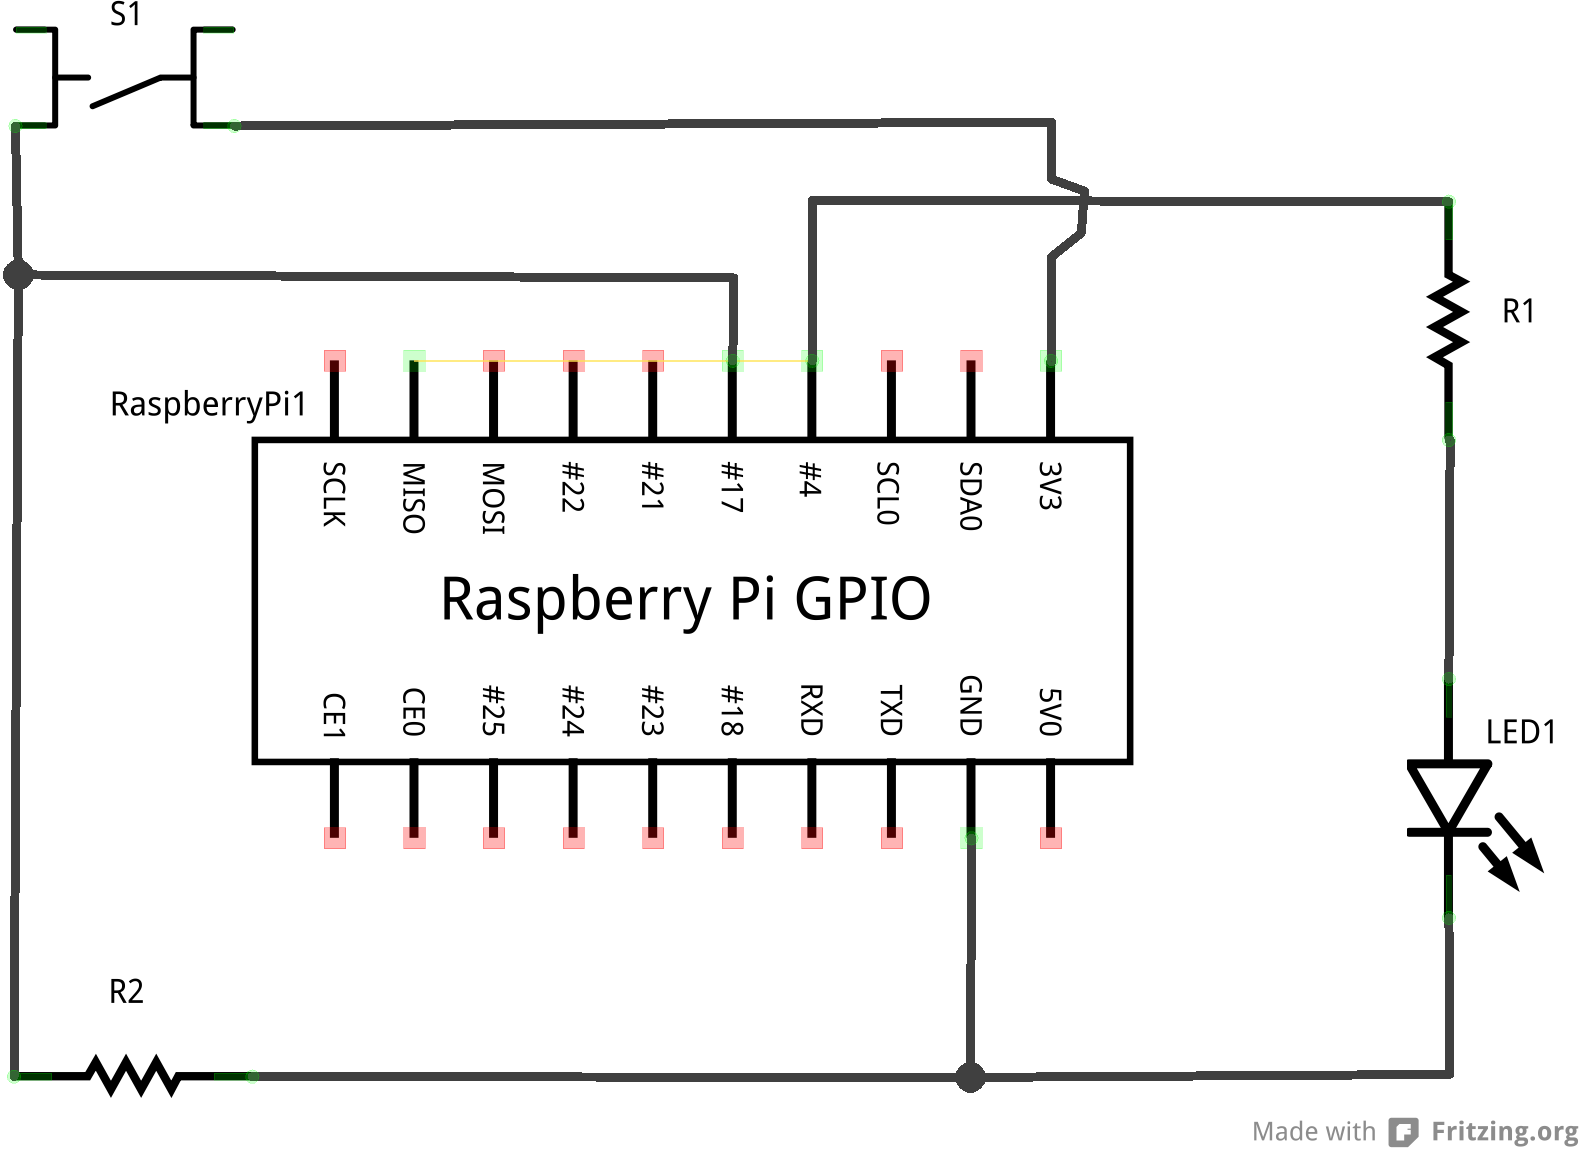 S1
R1
RaspberryPi1
SCLK
MISO
MOSI
#22
#21
#17
#4
SCL0
SDA0
3V3
Raspberry Pi GPIO
CE1
CE0
#25
#24
#23
#18
RXD
TXD
GND
5V0
LED1
R2
Made with Fritzing.org